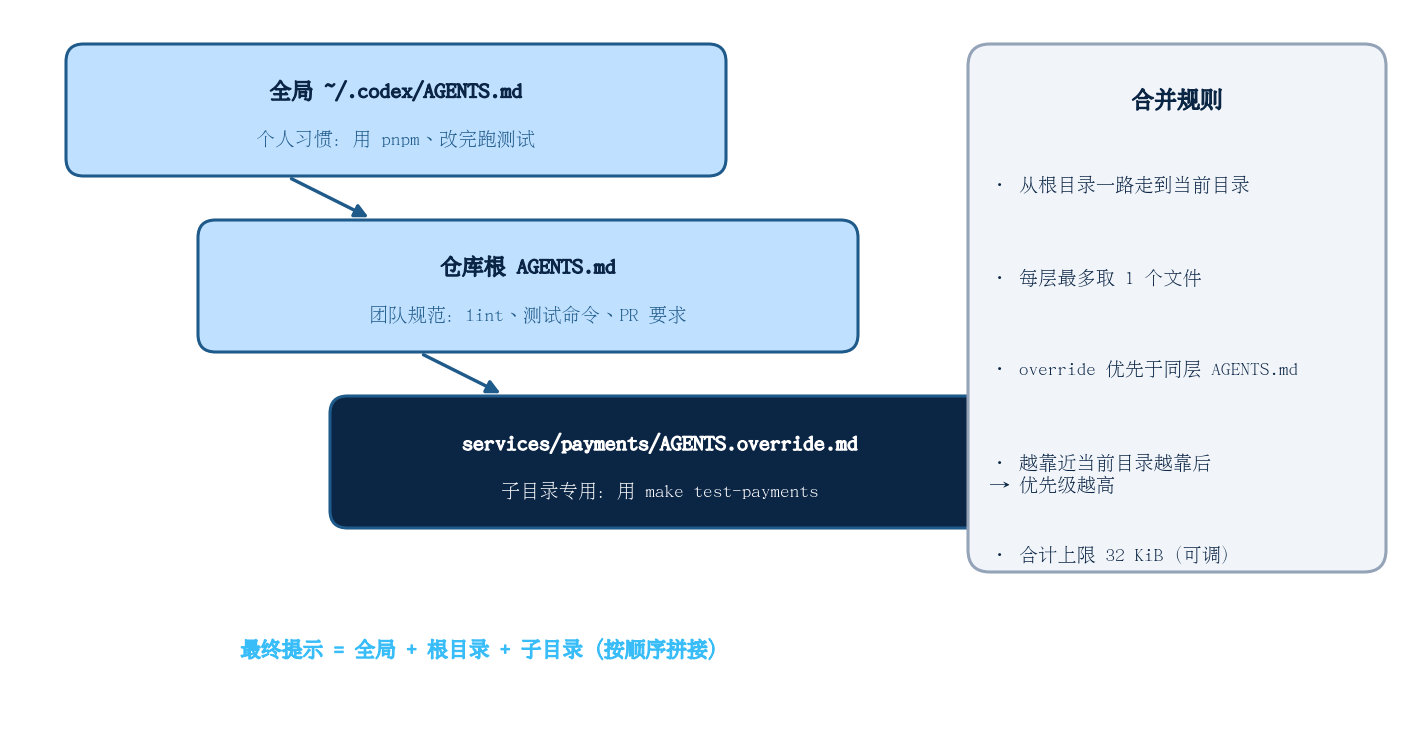 全局 ~/.codex/AGENTS.md
个人习惯: 用 pnpm、改完跑测试
仓库根 AGENTS.md
团队规范: lint、测试命令、PR 要求
services/payments/AGENTS.override.md
子目录专用: 用 make test-payments
合并规则
· 从根目录一路走到当前目录
· 每层最多取 1 个文件
· override 优先于同层 AGENTS.md
· 越靠近当前目录越靠后
→ 优先级越高
· 合计上限 32 KiB (可调)
最终提示 = 全局 + 根目录 + 子目录 (按顺序拼接)